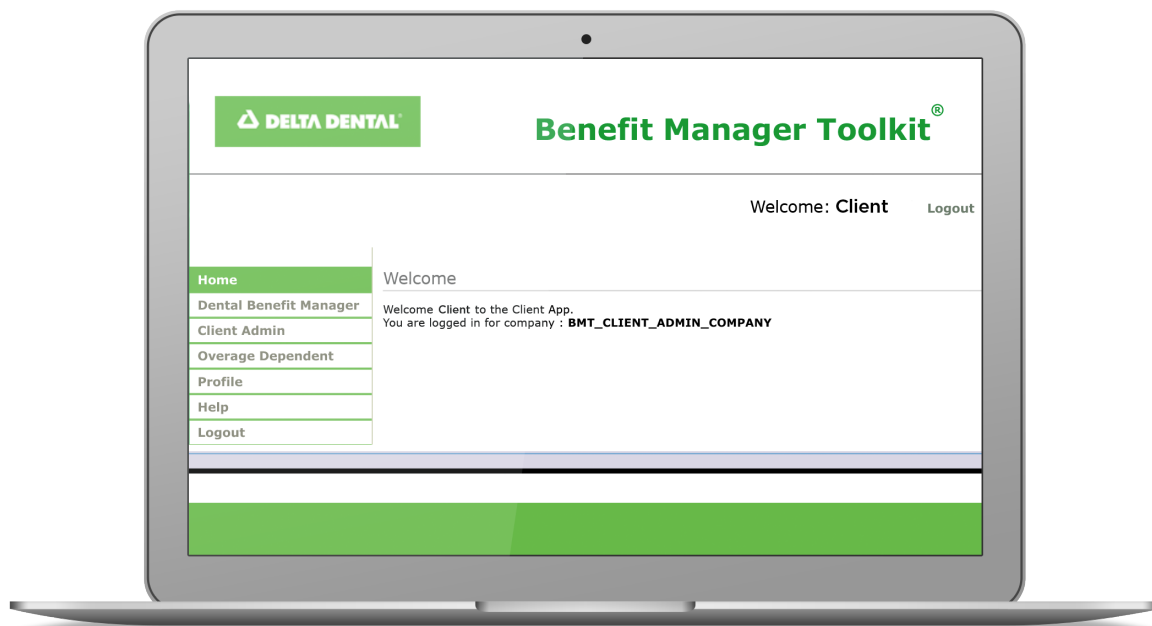 DELTA DENTAL
Benefit Manager Toolkit®
Welcome: Client
Logout
Home
Dental Benefit Manager
Client Admin
Overage Dependent
Profile
Help
Logout
Welcome
Welcome Client to the Client App.
You are logged in for company : BMT_CLIENT_ADMIN_COMPANY